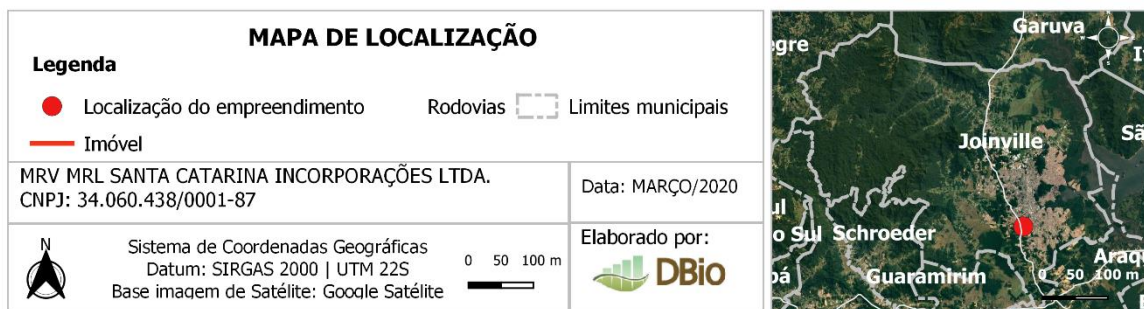 MAPA DE LOCALIZAÇÃO
Legenda
Localização do empreendimento
Rodovias
Limites municipais
Imóvel
MRV MRL SANTA CATARINA INCORPORAÇÕES LTDA.
CNPJ: 34.060.438/0001-87
Data: MARÇO/2020
N
Sistema de Coordenadas Geográficas
Datum: SIRGAS 2000 | UTM 22S
Base imagem de Satélite: Google Satélite
0 50 100 m
Elaborado por:
DBio
Garuva
egre
Joinville
Sã
ul
o Sul
Schroeder
Araqu
bá
Guaramirim
0 50 100 m